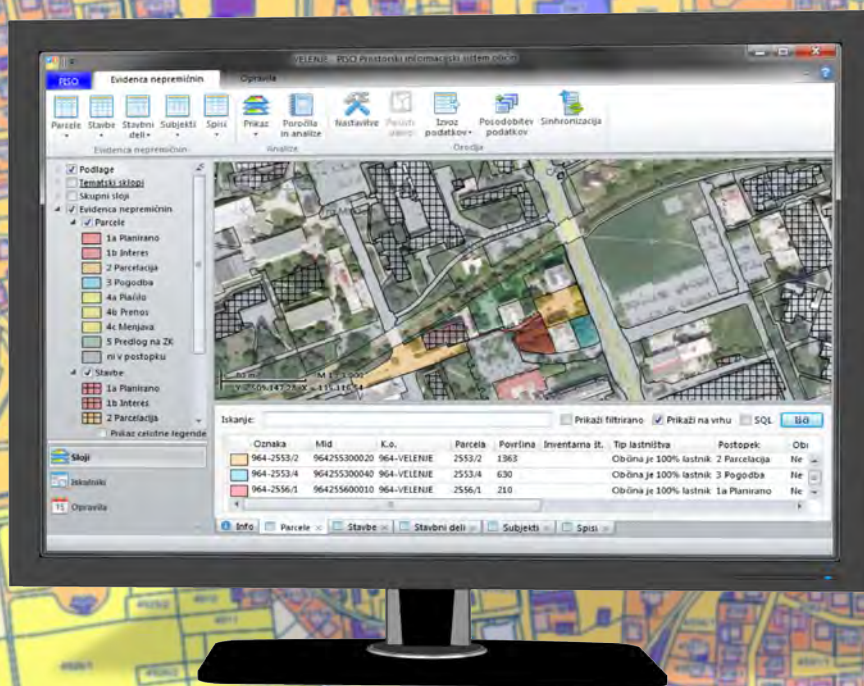 VELENJE - PISO Prostorski informacijski sistem občin
PISO Evidenca nepremičnin Opravila
Parcele Stavbe Stavbni deli Subjekti Spisi Prikaz Poročila in analize Nastavitve Izvoz podatkov Posodobitev podatkov Sinhronizacija
Evidenca nepremičnin Analize Orodja
Podlage
Tematski sklopi
Skupni sloji
Evidenca nepremičnin
Parcele
1a Planirano
1b Interes
2 Parcelacija
3 Pogodba
4a Plačilo
4b Prenos
4c Menjava
5 Predlog na ZK
ni v postopku
Stavbe
1a Planirano
1b Interes
2 Parcelacija
Prikaz celotne legende
Sloji
Iskalniki
15 Opravila
Iskanje: Prikaži filtrirano Prikaži na vrhu SQL Išči
Oznaka Mid K.o. Parcela Površina Inventarna št. Tip lastništva Postopek
964-2553/2 964255300020 964-VELENJE 2553/2 1363 Občina je 100% lastnik 2 Parcelacija Ne
964-2553/4 964255300040 964-VELENJE 2553/4 630 Občina je 100% lastnik 3 Pogodba Ne
964-2556/1 964255600010 964-VELENJE 2556/1 210 Občina je 100% lastnik 1a Planirano Ne
Info Parcele Stavbe Stavbni deli Subjekti Spisi